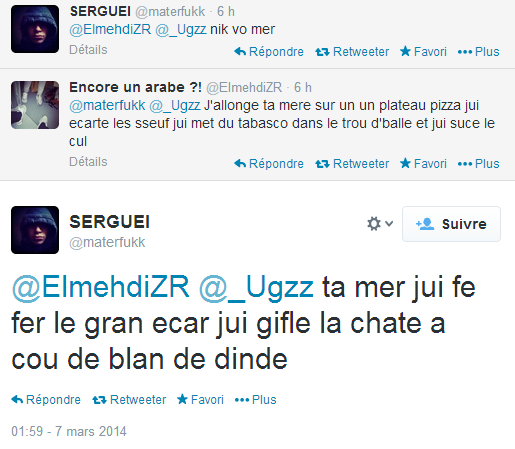 SERGUEI @materfukk · 6 h
@ElmehdiZR @_Ugzz nik vo mer
Détails Répondre Retweeter Favori Plus
Encore un arabe ?! @ElmehdiZR · 6 h
@materfukk @_Ugzz J'allonge ta mere sur un un plateau pizza jui
ecarte les sseuf jui met du tabasco dans le trou d'balle et jui suce le
cul
Détails Répondre Retweeter Favori Plus
SERGUEI
@materfukk
Suivre
@ElmehdiZR @_Ugzz ta mer jui fe
fer le gran ecar jui gifle la chate a
cou de blan de dinde
Répondre Retweeter Favori Plus
01:59 - 7 mars 2014